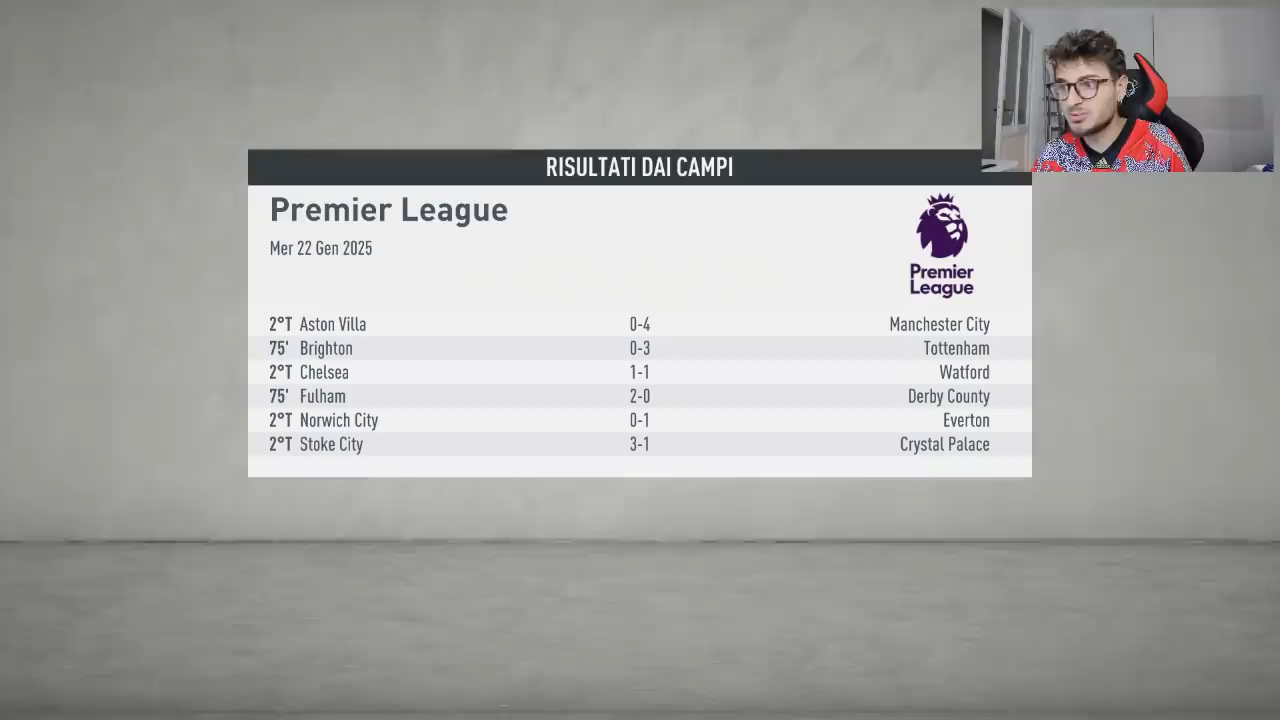 RISULTATI DAI CAMPI
Premier League
Mer 22 Gen 2025
Premier
League
2°T Aston Villa 0-4 Manchester City
75' Brighton 0-3 Tottenham
2°T Chelsea 1-1 Watford
75' Fulham 2-0 Derby County
2°T Norwich City 0-1 Everton
2°T Stoke City 3-1 Crystal Palace